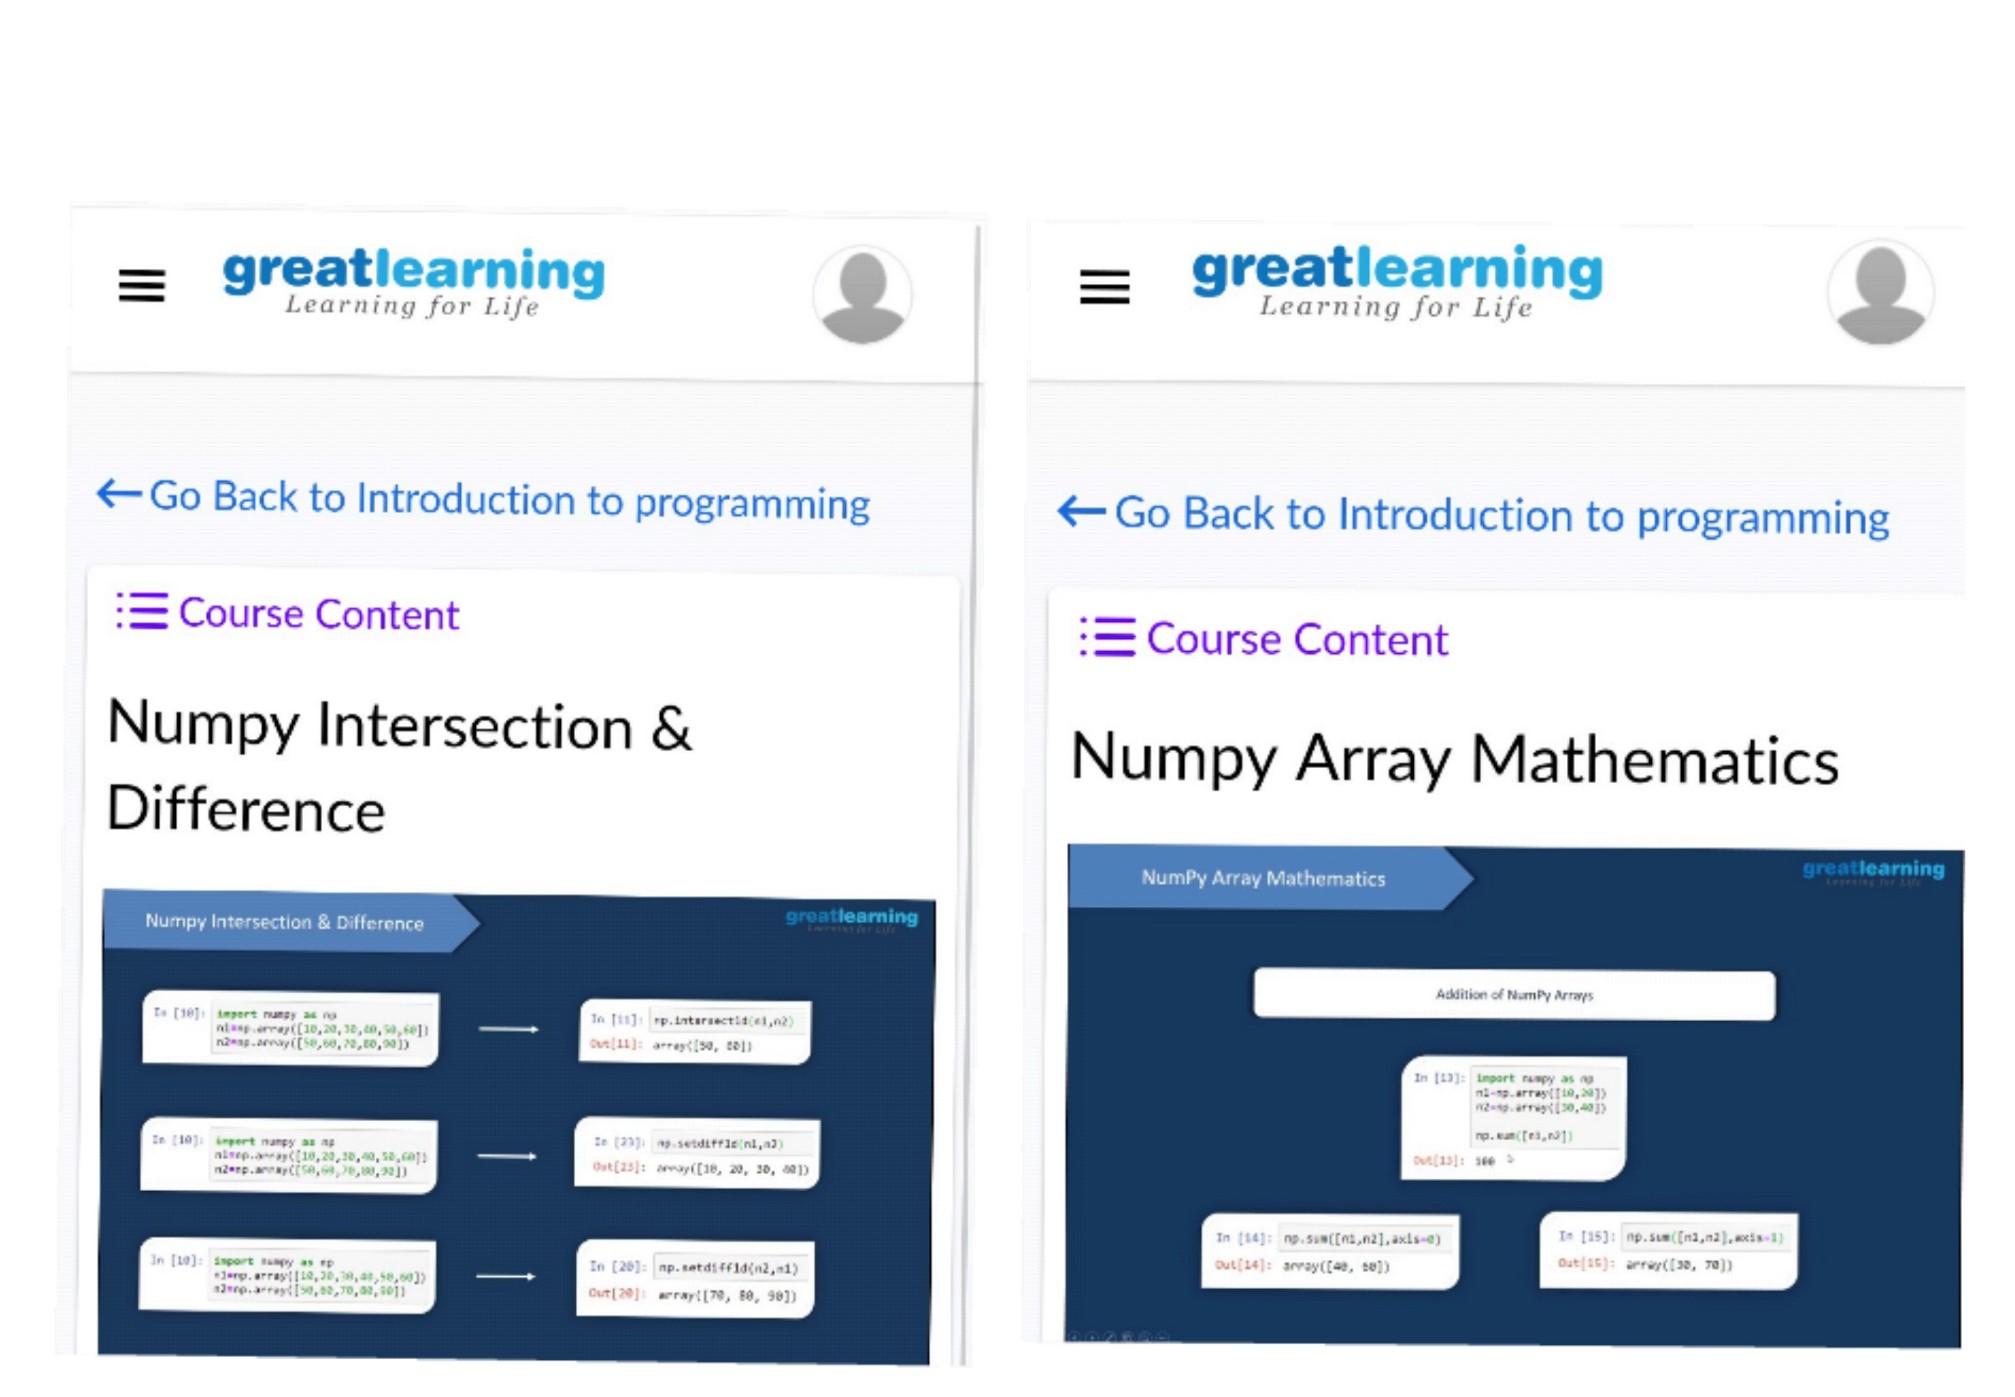 greatlearning
Learning for Life
Go Back to Introduction to programming
Course Content
Numpy Intersection &
Difference
Numpy Intersection & Difference
greatlearning
Learning for Life
In [10]: import numpy as np
n1=np.array([10,20,30,40,50,60])
n2=np.array([50,60,70,80,90])
In [11]: np.intersect1d(n1,n2)
Out[11]: array([50, 60])
In [10]: import numpy as np
n1=np.array([10,20,30,40,50,60])
n2=np.array([50,60,70,80,90])
In [23]: np.setdiff1d(n1,n2)
Out[23]: array([10, 20, 30, 40])
In [10]: import numpy as np
n1=np.array([10,20,30,40,50,60])
n2=np.array([50,60,70,80,90])
In [20]: np.setdiff1d(n2,n1)
Out[20]: array([70, 80, 90])
greatlearning
Learning for Life
Go Back to Introduction to programming
Course Content
Numpy Array Mathematics
NumPy Array Mathematics
greatlearning
Learning for Life
Addition of NumPy Arrays
In [13]: import numpy as np
n1=np.array([10,20])
n2=np.array([30,40])
np.sum([n1,n2])
Out[13]: 100
In [14]: np.sum([n1,n2],axis=0)
Out[14]: array([40, 60])
In [15]: np.sum([n1,n2],axis=1)
Out[15]: array([30, 70])